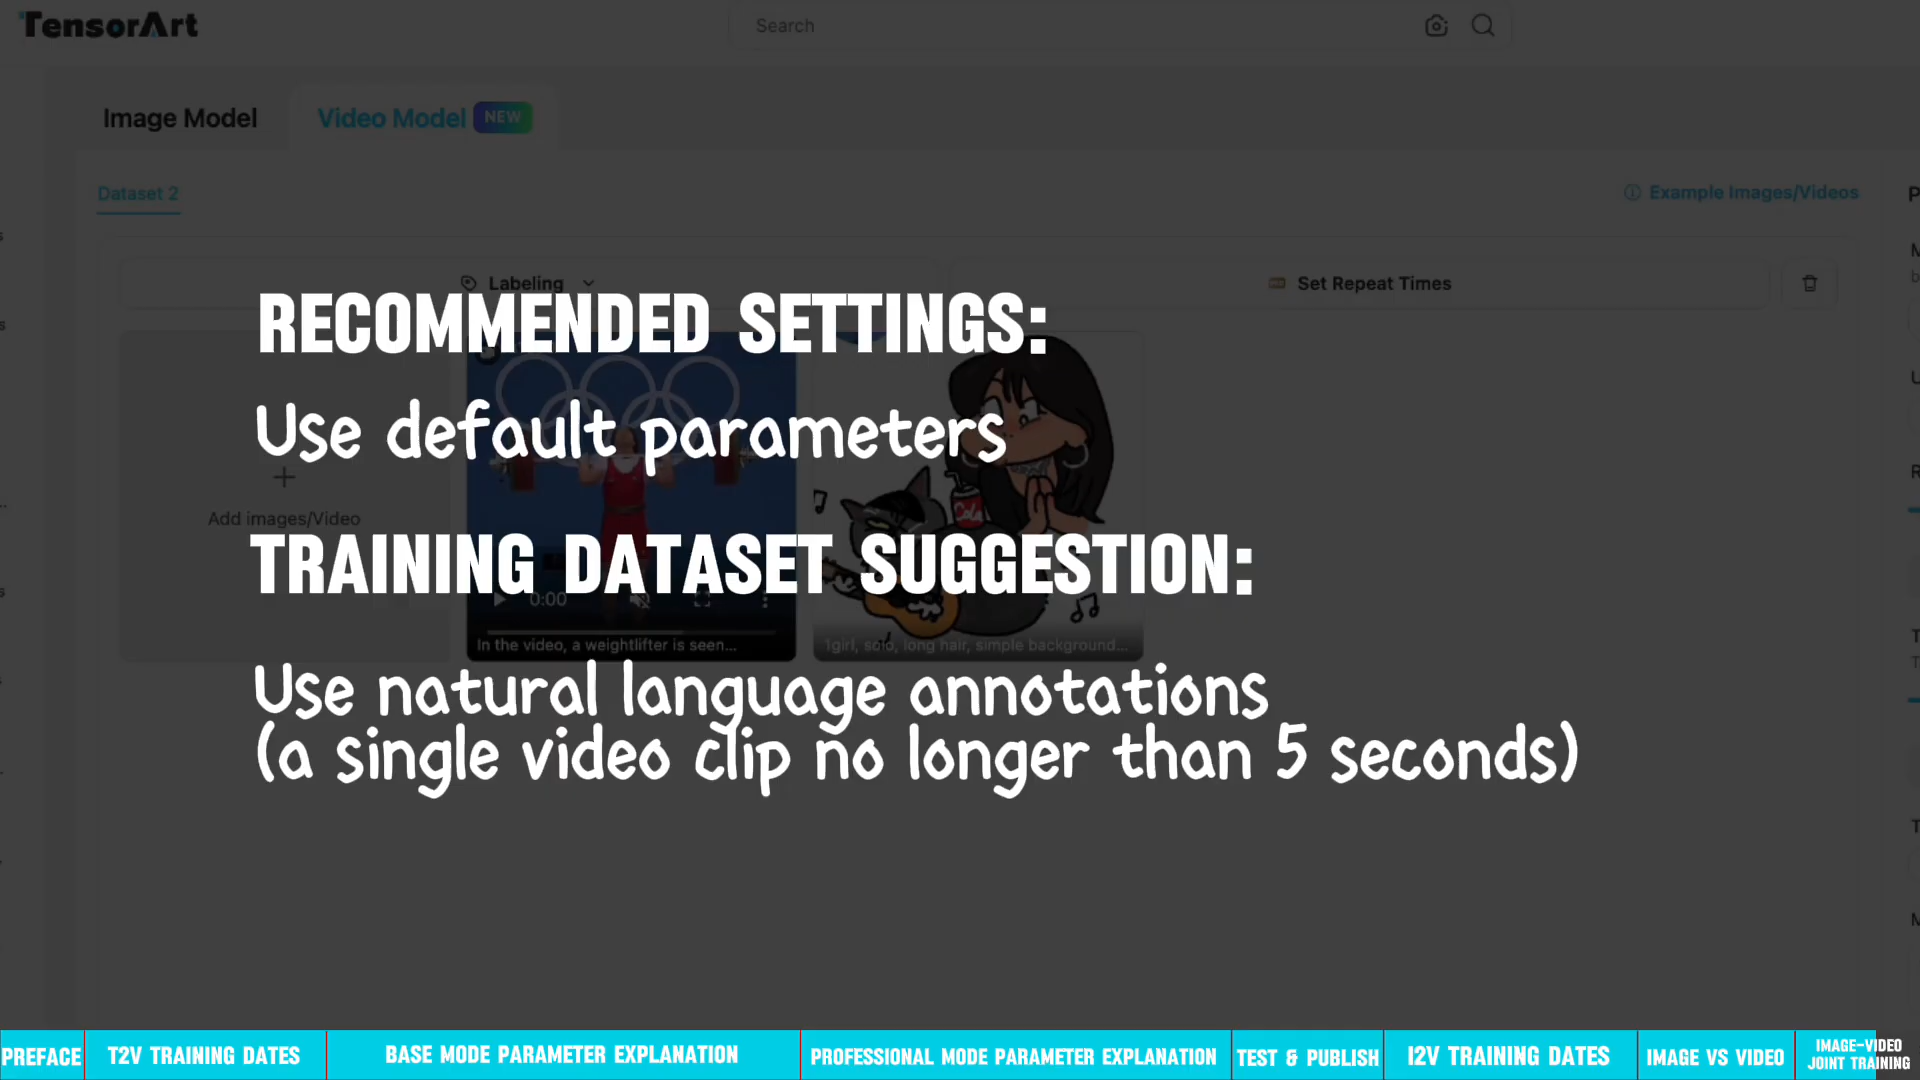 TensorArt
Search
Image Model
Video Model NEW
Dataset 2
Example Images/Videos
Labeling
Set Repeat Times
RECOMMENDED SETTINGS:
Use default parameters
Add images/Video
Cola
TRAINING DATASET SUGGESTION:
0:00
In the video, a weightlifter is seen...
1girl, solo, long hair, simple background...
Use natural language annotations
(a single video clip no longer than 5 seconds)
PREFACE
T2V TRAINING DATES
BASE MODE PARAMETER EXPLANATION
PROFESSIONAL MODE PARAMETER EXPLANATION
TEST & PUBLISH
I2V TRAINING DATES
IMAGE VS VIDEO
IMAGE-VIDEO
JOINT TRAINING